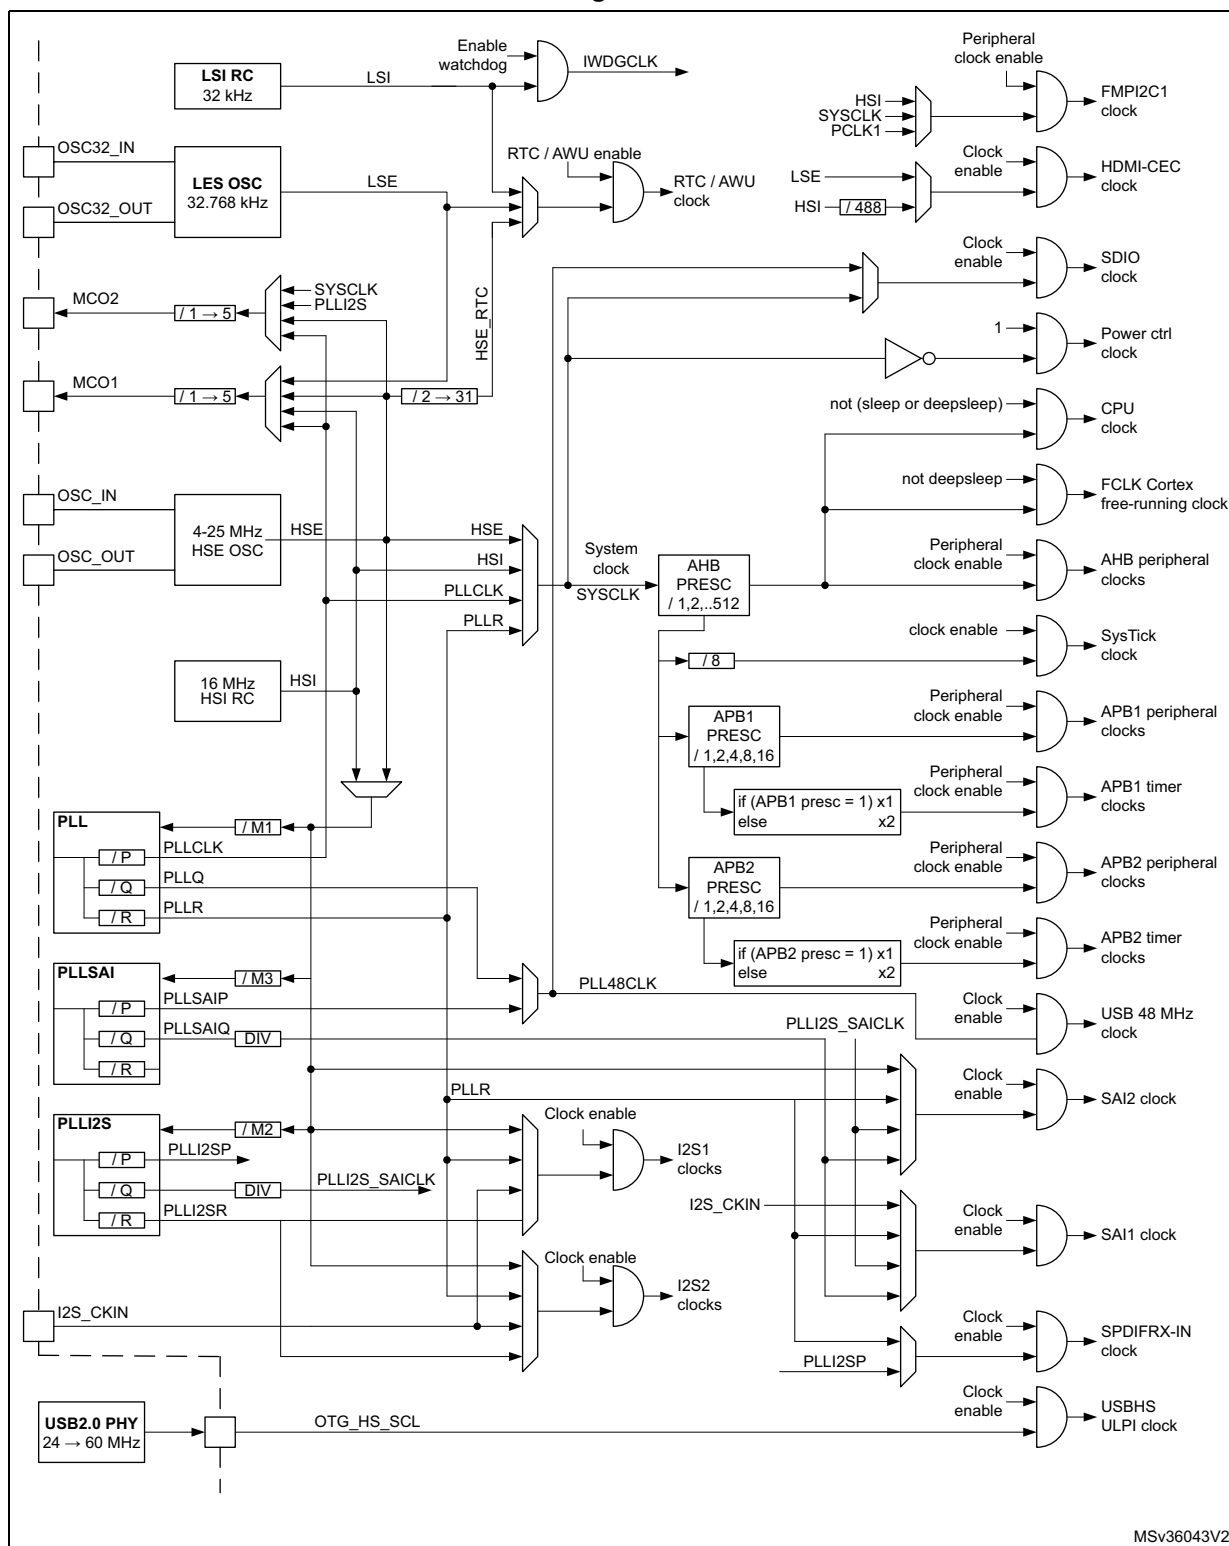 Enable
watchdog
IWDGCLK
LSI RC
32 kHz
LSI
Peripheral
clock enable
HSI
SYSCLK
PCLK1
FMPI2C1
clock
OSC32_IN
OSC32_OUT
LES OSC
32.768 kHz
LSE
RTC / AWU enable
RTC / AWU
clock
LSE
HSI
/ 488
Clock
enable
HDMI-CEC
clock
MCO2
/ 1 → 5
SYSCLK
PLLI2S
HSE_RTC
Clock
enable
SDIO
clock
1
Power ctrl
clock
MCO1
/ 1 → 5
/ 2 → 31
not (sleep or deepsleep)
CPU
clock
OSC_IN
OSC_OUT
4-25 MHz
HSE OSC
HSE
HSE
HSI
PLLCLK
PLLR
System
clock
SYSCLK
AHB
PRESC
/ 1,2,..512
not deepsleep
FCLK Cortex
free-running clock
Peripheral
clock enable
AHB peripheral
clocks
/ 8
clock enable
SysTick
clock
16 MHz
HSI RC
HSI
APB1
PRESC
/ 1,2,4,8,16
Peripheral
clock enable
APB1 peripheral
clocks
if (APB1 presc = 1) x1
else x2
Peripheral
clock enable
APB1 timer
clocks
PLL
/ M1
/ P
PLLCLK
/ Q
PLLQ
/ R
PLLR
APB2
PRESC
/ 1,2,4,8,16
Peripheral
clock enable
APB2 peripheral
clocks
if (APB2 presc = 1) x1
else x2
Peripheral
clock enable
APB2 timer
clocks
PLLSAI
/ M3
/ P
PLLSAIP
/ Q
PLLSAIQ
DIV
/ R
PLL48CLK
Clock
enable
USB 48 MHz
clock
PLLI2S_SAICLK
PLLR
Clock
enable
SAI2 clock
PLLI2S
/ M2
/ P
PLLI2SP
/ Q
DIV
PLLI2S_SAICLK
/ R
PLLI2SR
Clock enable
I2S1
clocks
I2S_CKIN
Clock
enable
SAI1 clock
Clock enable
I2S2
clocks
I2S_CKIN
PLLI2SP
Clock
enable
SPDIFRX-IN
clock
USB2.0 PHY
24 → 60 MHz
OTG_HS_SCL
Clock
enable
USBHS
ULPI clock
MSv36043V2